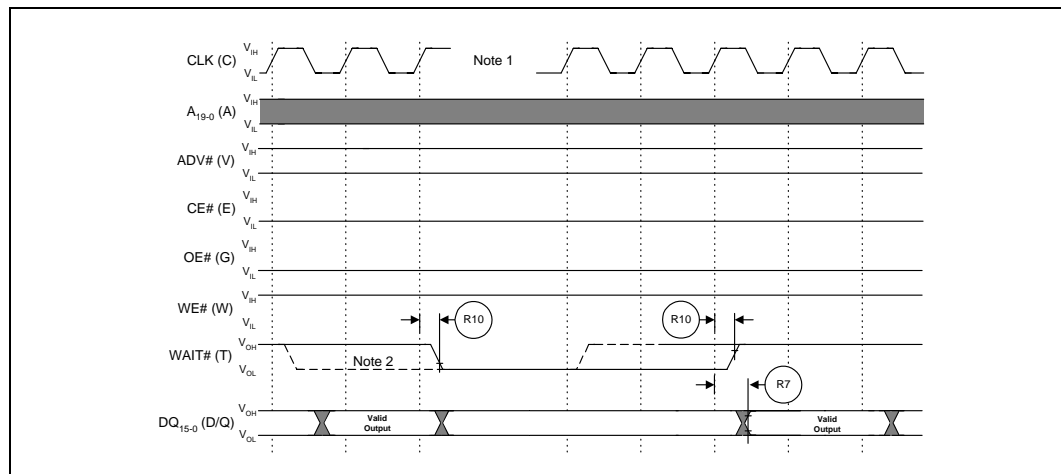 CLK (C) VIH
VIL
Note 1
A19-0 (A) VIH
VIL
ADV# (V) VIH
VIL
CE# (E) VIH
VIL
OE# (G) VIH
VIL
WE# (W) VIH
VIL
R10
R10
WAIT# (T) VOH
VOL
Note 2
R7
DQ15-0 (D/Q) VOH
VOL
Valid
Output
Valid
Output